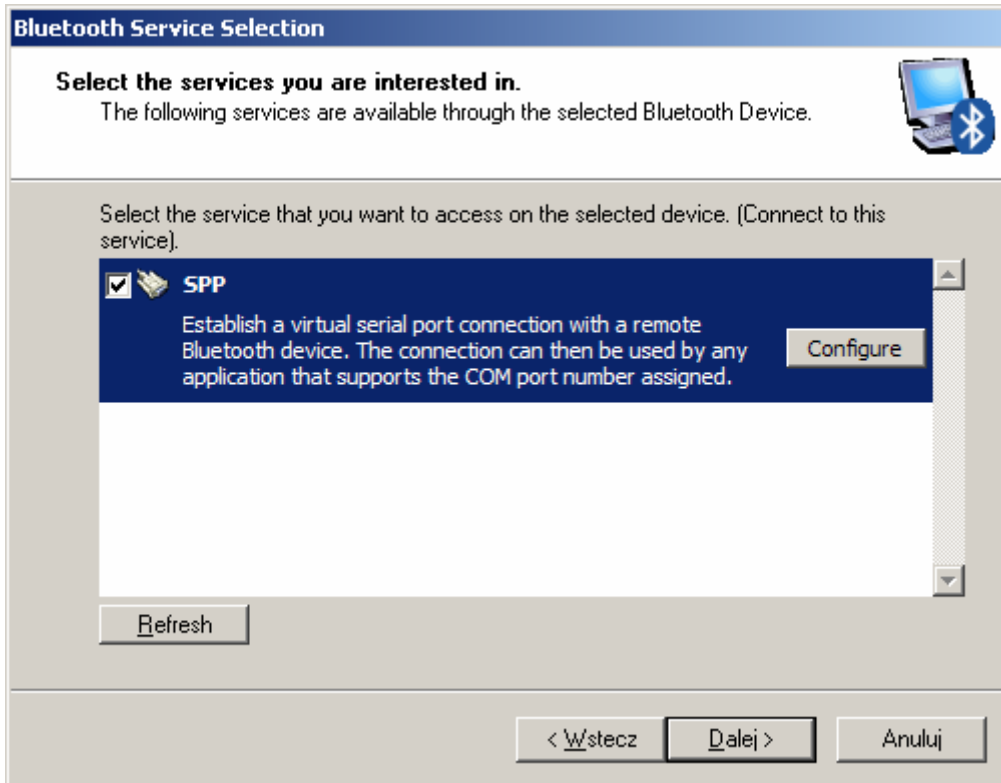 Bluetooth Service Selection
Select the services you are interested in.
The following services are available through the selected Bluetooth Device.
Select the service that you want to access on the selected device. (Connect to this
service).
SPP
Establish a virtual serial port connection with a remote
Bluetooth device. The connection can then be used by any
application that supports the COM port number assigned.
Configure
Refresh
< Wstecz
Dalej >
Anuluj